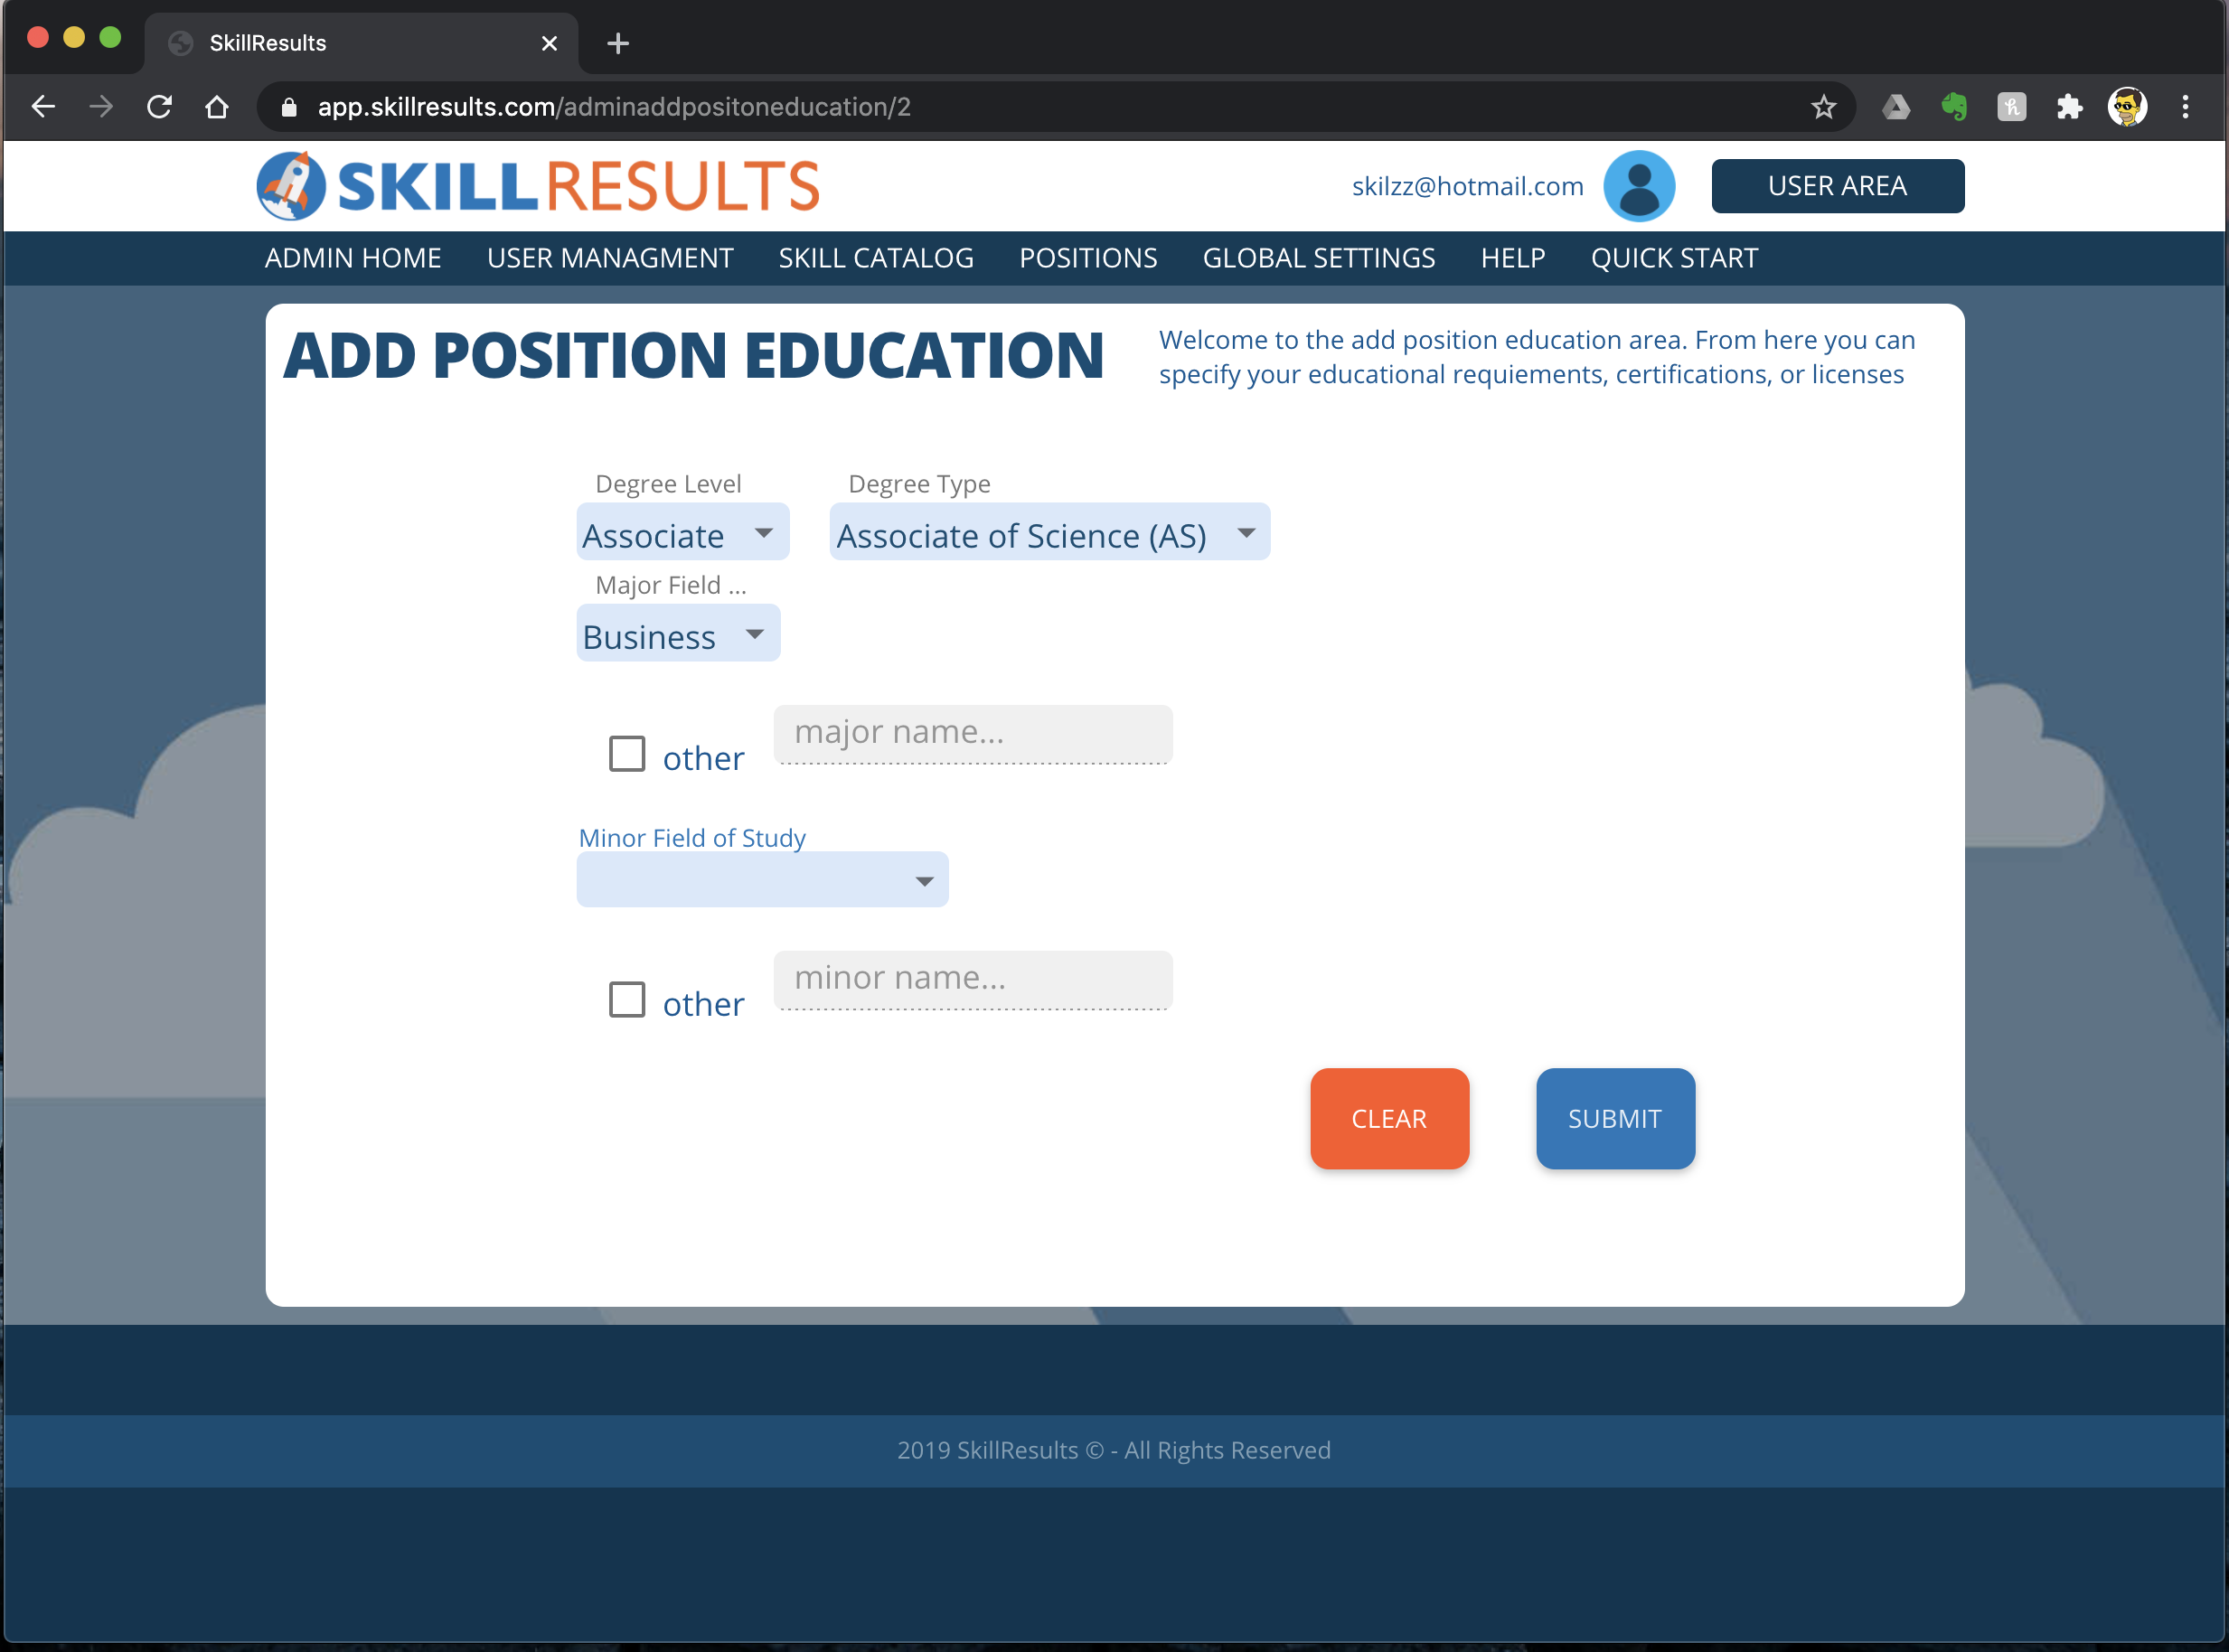 SkillResults
app.skillresults.com/adminaddpositoneducation/2
SKILLRESULTS
skilzz@hotmail.com
USER AREA
ADMIN HOME USER MANAGMENT SKILL CATALOG POSITIONS GLOBAL SETTINGS HELP QUICK START
ADD POSITION EDUCATION
Welcome to the add position education area. From here you can
specify your educational requiements, certifications, or licenses
Degree Level Degree Type
Associate Associate of Science (AS)
Major Field ...
Business
other major name...
Minor Field of Study
other minor name...
CLEAR SUBMIT
2019 SkillResults © - All Rights Reserved